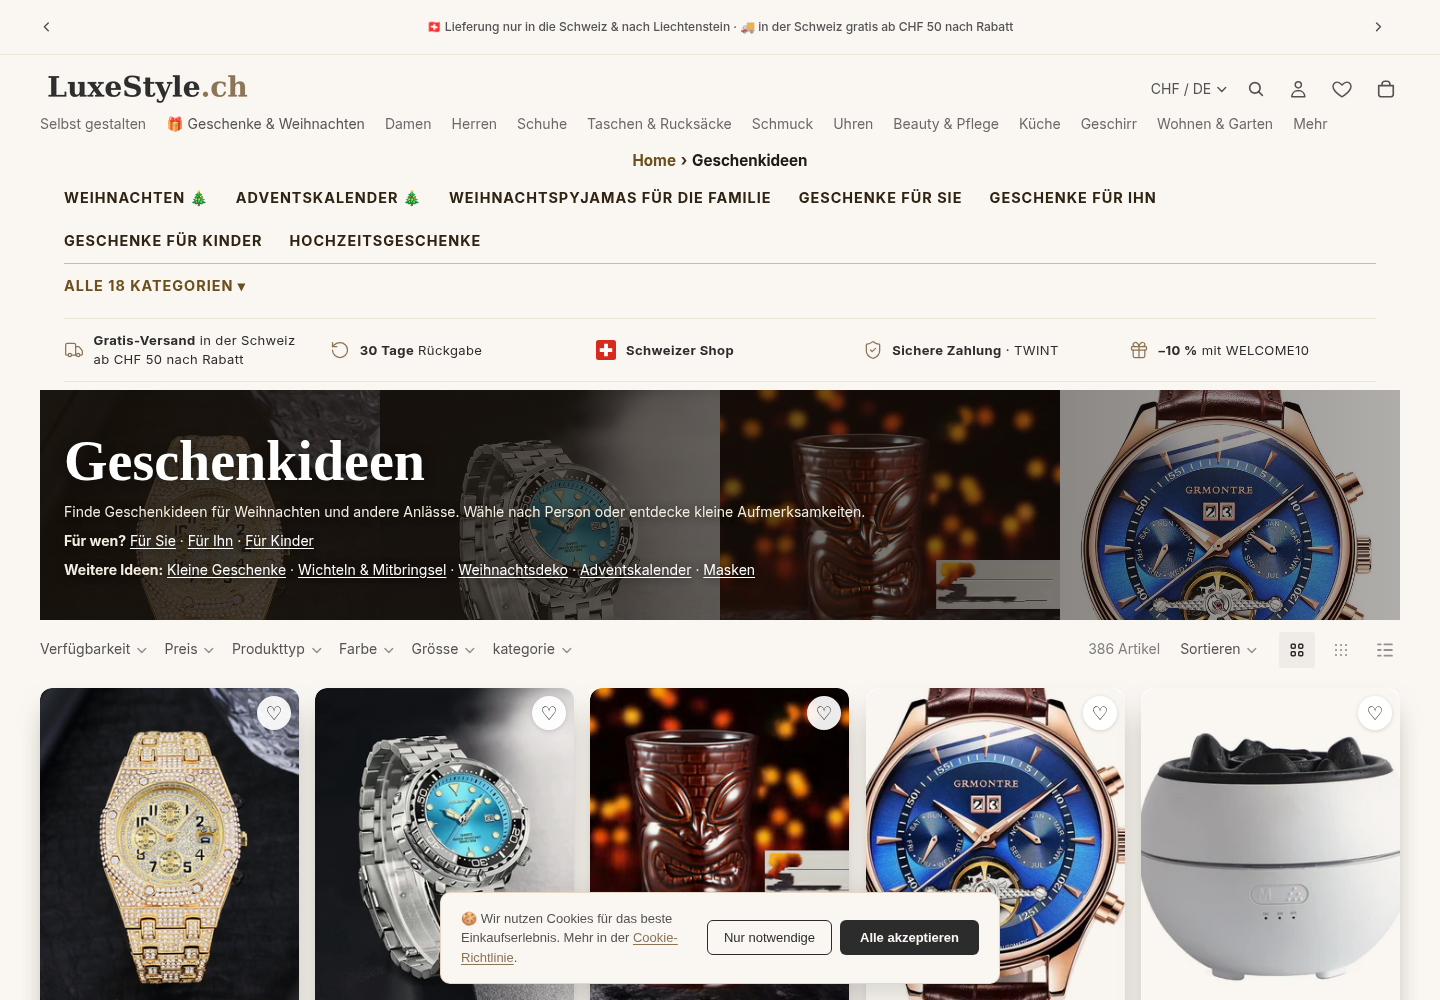 🇨🇭 Lieferung nur in die Schweiz & nach Liechtenstein · 🚚 in der Schweiz gratis ab CHF 50 nach Rabatt
LuxeStyle.ch
CHF / DE
Selbst gestalten 🎁 Geschenke & Weihnachten Damen Herren Schuhe Taschen & Rucksäcke Schmuck Uhren Beauty & Pflege Küche Geschirr Wohnen & Garten Mehr
Home › Geschenkideen
WEIHNACHTEN 🎄 ADVENTSKALENDER 🎄 WEIHNACHTSPYJAMAS FÜR DIE FAMILIE GESCHENKE FÜR SIE GESCHENKE FÜR IHN
GESCHENKE FÜR KINDER HOCHZEITSGESCHENKE
ALLE 18 KATEGORIEN ▾
Gratis-Versand in der Schweiz
ab CHF 50 nach Rabatt
30 Tage Rückgabe
Schweizer Shop
Sichere Zahlung · TWINT
–10 % mit WELCOME10
Geschenkideen
Finde Geschenkideen für Weihnachten und andere Anlässe. Wähle nach Person oder entdecke kleine Aufmerksamkeiten.
Für wen? Für Sie · Für Ihn · Für Kinder
Weitere Ideen: Kleine Geschenke · Wichteln & Mitbringsel · Weihnachtsdeko · Adventskalender · Masken
GRMONTRE
23
Verfügbarkeit Preis Produkttyp Farbe Grösse kategorie
386 Artikel Sortieren
GRMONTRE
23
🍪 Wir nutzen Cookies für das beste
Einkaufserlebnis. Mehr in der Cookie-
Richtlinie.
Nur notwendige
Alle akzeptieren